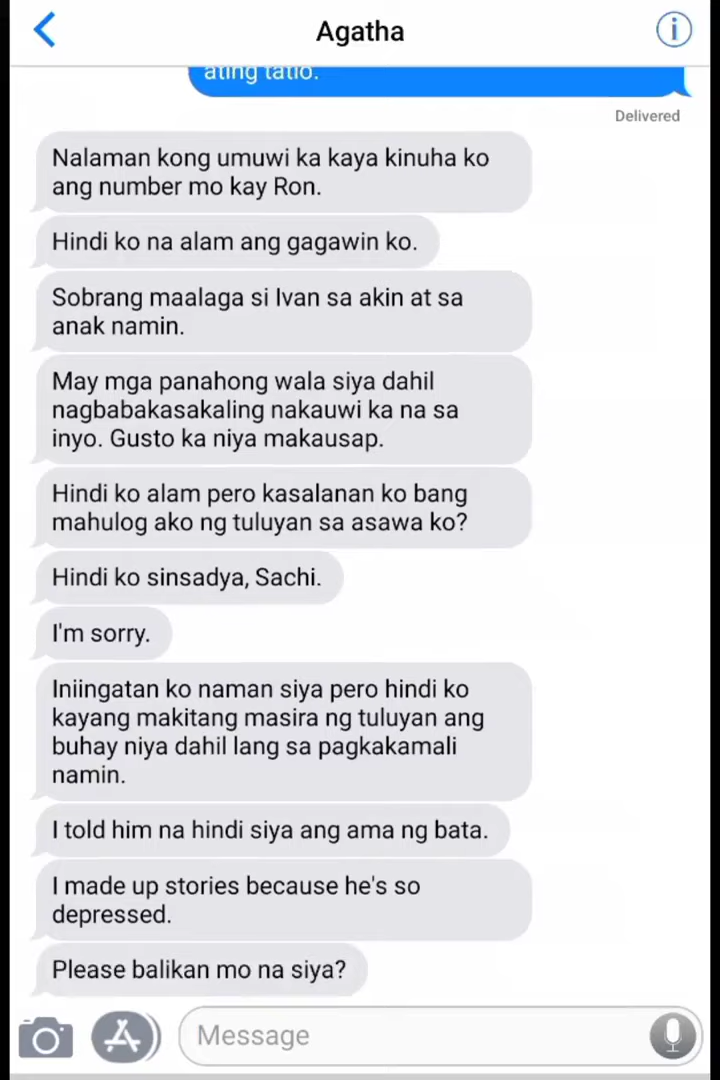 Agatha
ating tatlo.
Delivered
Nalaman kong umuwi ka kaya kinuha ko
ang number mo kay Ron.
Hindi ko na alam ang gagawin ko.
Sobrang maalaga si Ivan sa akin at sa
anak namin.
May mga panahong wala siya dahil
nagbabakasakaling nakauwi ka na sa
inyo. Gusto ka niya makausap.
Hindi ko alam pero kasalanan ko bang
mahulog ako ng tuluyan sa asawa ko?
Hindi ko sinsadya, Sachi.
I'm sorry.
Iniingatan ko naman siya pero hindi ko
kayang makitang masira ng tuluyan ang
buhay niya dahil lang sa pagkakamali
namin.
I told him na hindi siya ang ama ng bata.
I made up stories because he's so
depressed.
Please balikan mo na siya?
Message